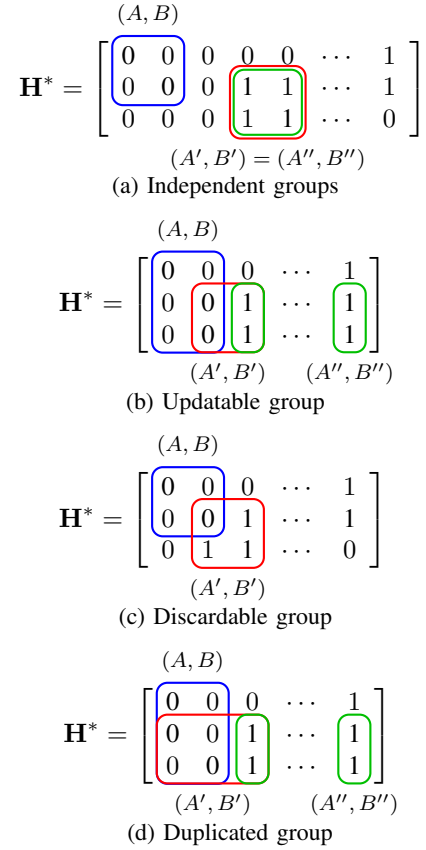 (A, B)
0 0 0 0 0 ⋯ 1
H* = 0 0 0 1 1 ⋯ 1
0 0 0 1 1 ⋯ 0
(A′, B′) = (A″, B″)
(a) Independent groups
(A, B)
0 0 0 ⋯ 1
H* = 0 0 1 ⋯ 1
0 0 1 ⋯ 1
(A′, B′) (A″, B″)
(b) Updatable group
(A, B)
0 0 0 ⋯ 1
H* = 0 0 1 ⋯ 1
0 1 1 ⋯ 0
(A′, B′)
(c) Discardable group
(A, B)
0 0 0 ⋯ 1
H* = 0 0 1 ⋯ 1
0 0 1 ⋯ 1
(A′, B′) (A″, B″)
(d) Duplicated group